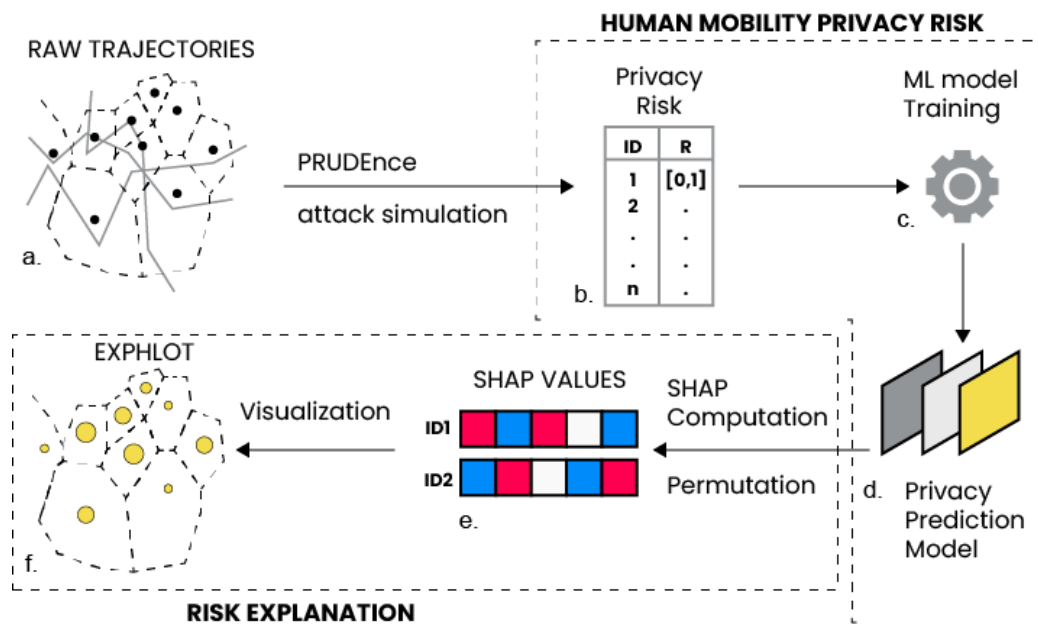 HUMAN MOBILITY PRIVACY RISK
RAW TRAJECTORIES
a.
PRUDEnce
attack simulation
Privacy
Risk
ID R
1 [0,1]
2 .
. .
. .
n .
b.
ML model
Training
c.
d.
Privacy
Prediction
Model
SHAP
Computation
Permutation
SHAP VALUES
ID1
ID2
e.
Visualization
EXPHLOT
f.
RISK EXPLANATION